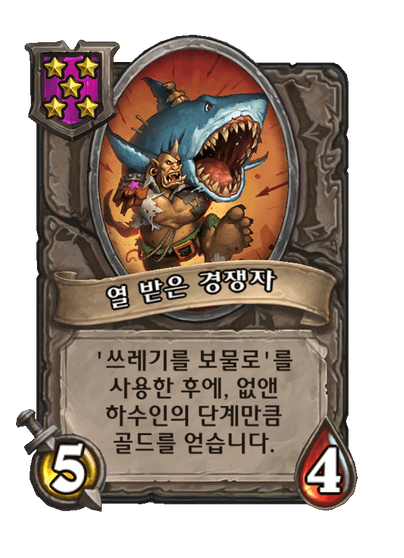 열 받은 경쟁자
'쓰레기를 보물로'를
사용한 후에, 없앤
하수인의 단계만큼
골드를 얻습니다.
5
4